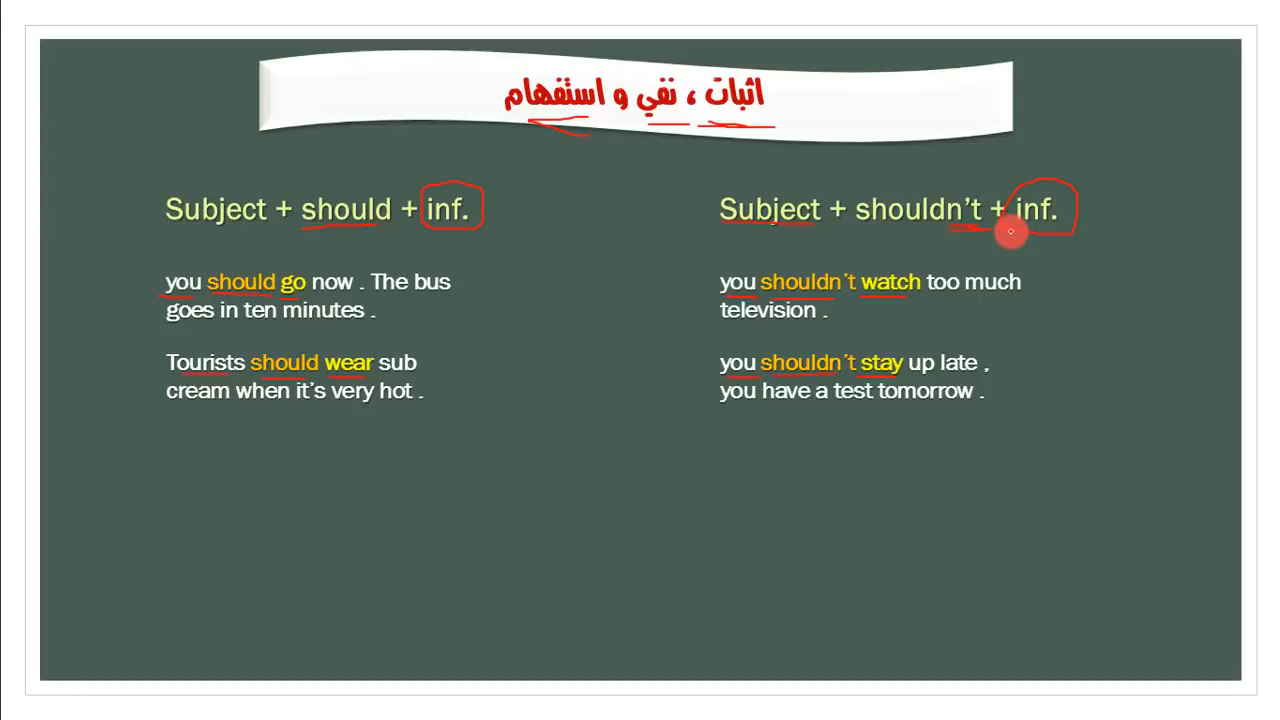 اثبات ، نفي و استفهام
Subject + should + inf.
you should go now . The bus
goes in ten minutes .
Tourists should wear sub
cream when it's very hot .
Subject + shouldn't + inf.
you shouldn't watch too much
television .
you shouldn't stay up late ,
you have a test tomorrow .